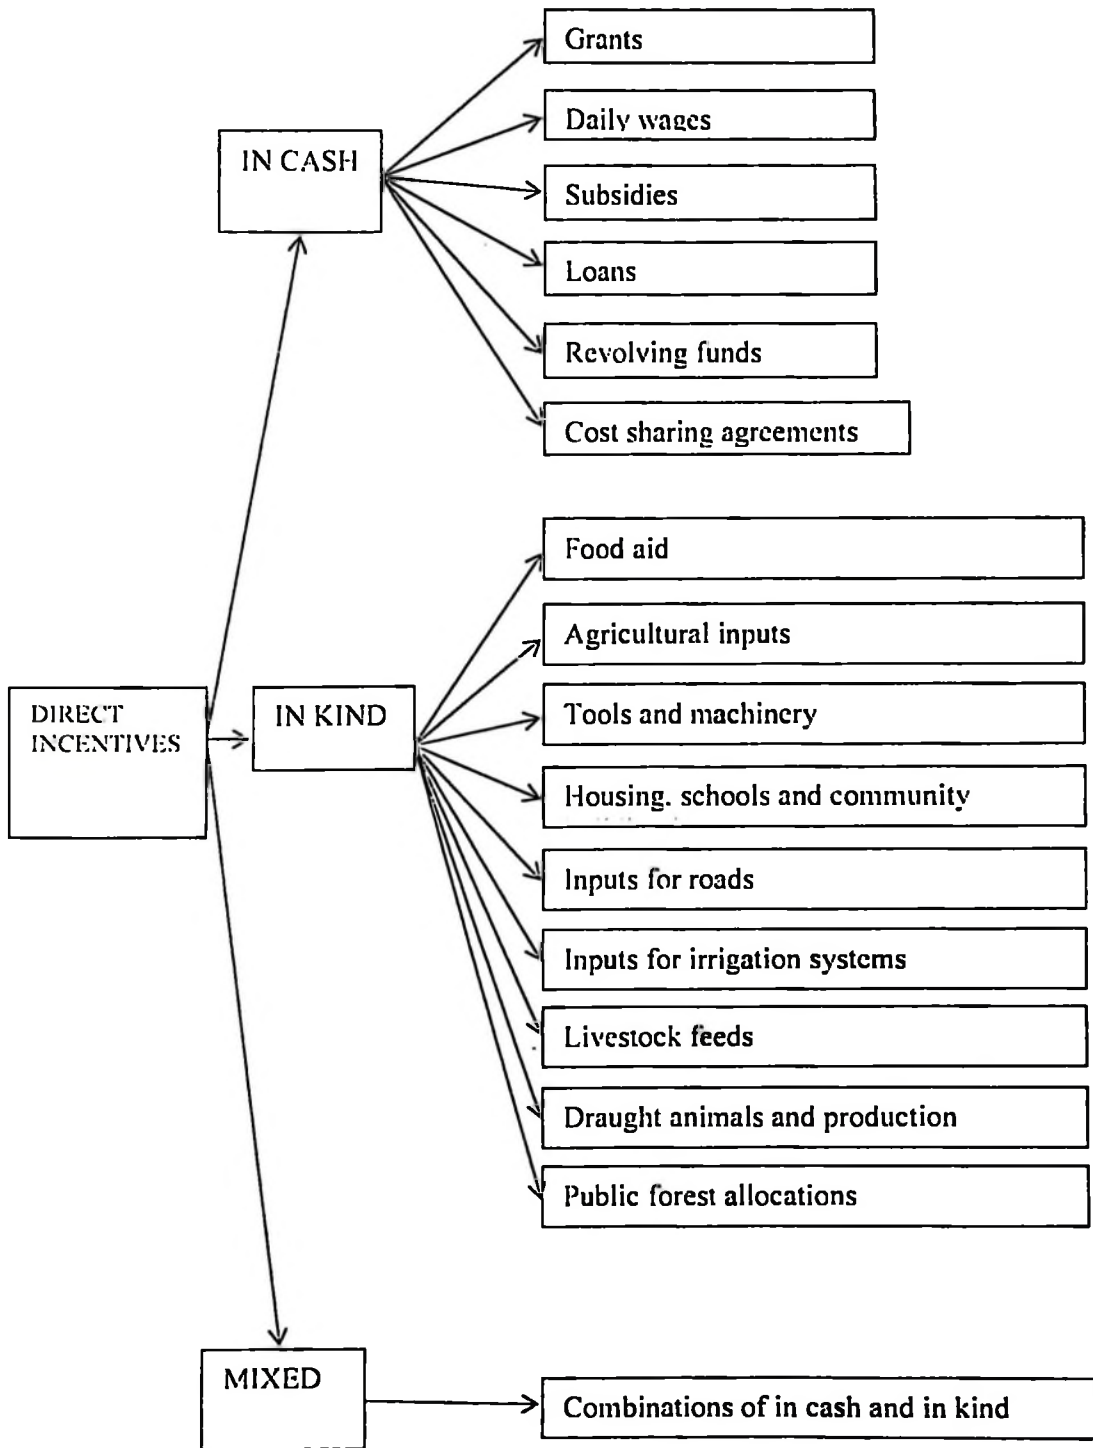 Grants
Daily wages
IN CASH
Subsidies
Loans
Revolving funds
Cost sharing agreements
Food aid
Agricultural inputs
DIRECT
INCENTIVES
IN KIND
Tools and machinery
Housing, schools and community
Inputs for roads
Inputs for irrigation systems
Livestock feeds
Draught animals and production
Public forest allocations
MIXED
Combinations of in cash and in kind